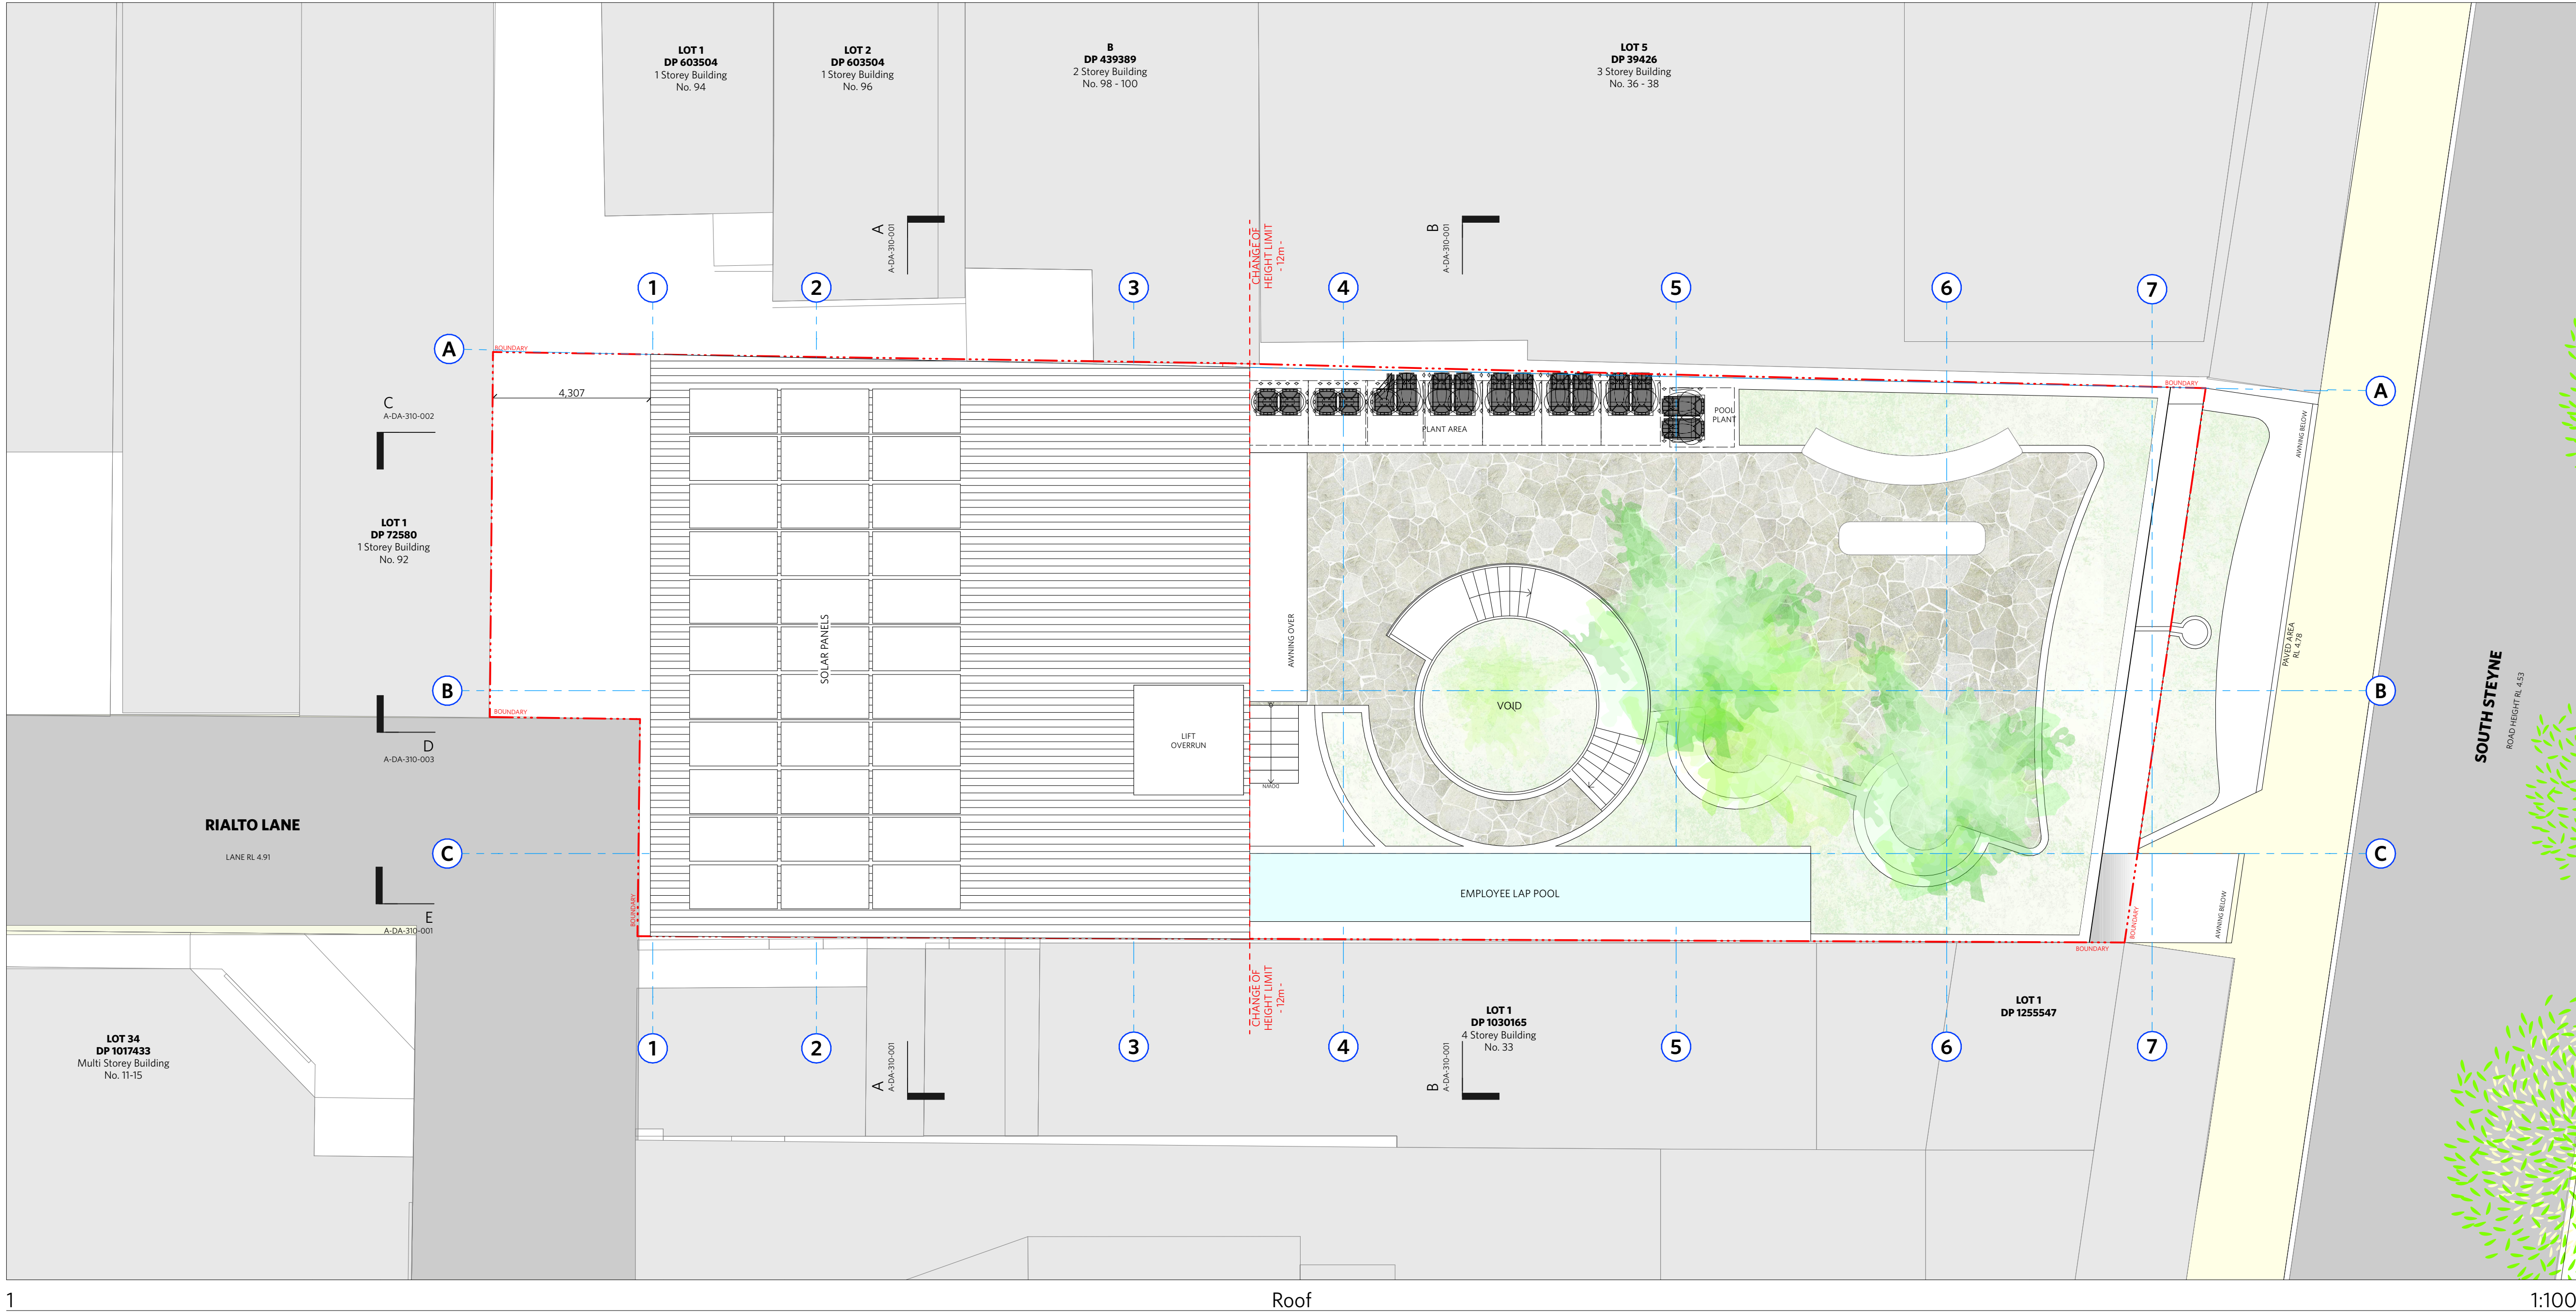 LOT 1
DP 603504
1 Storey Building
No. 94
LOT 2
DP 603504
1 Storey Building
No. 96
B
DP 439389
2 Storey Building
No. 98 - 100
LOT 5
DP 39426
3 Storey Building
No. 36 - 38
A
A-DA-310-001
B
A-DA-310-001
CHANGE OF
HEIGHT LIMIT
- 12m -
1
2
3
4
5
6
7
A
BOUNDARY
BOUNDARY
A
4,307
C
A-DA-310-002
POOL
PLANT
PLANT AREA
AWNING BELOW
LOT 1
DP 72580
1 Storey Building
No. 92
SOLAR PANELS
AWNING OVER
PAVED AREA
RL 4.78
SOUTH STEYNE
ROAD HEIGHT RL 4.53
B
B
BOUNDARY
VOID
LIFT
OVERRUN
DOWN
D
A-DA-310-003
RIALTO LANE
LANE RL 4.91
C
C
EMPLOYEE LAP POOL
BOUNDARY
E
A-DA-310-001
BOUNDARY
BOUNDARY
AWNING BELOW
CHANGE OF
HEIGHT LIMIT
- 12m -
LOT 1
DP 1030165
4 Storey Building
No. 33
LOT 1
DP 1255547
LOT 34
DP 1017433
Multi Storey Building
No. 11-15
1
2
3
4
5
6
7
A
A-DA-310-001
B
A-DA-310-001
1
Roof
1:100